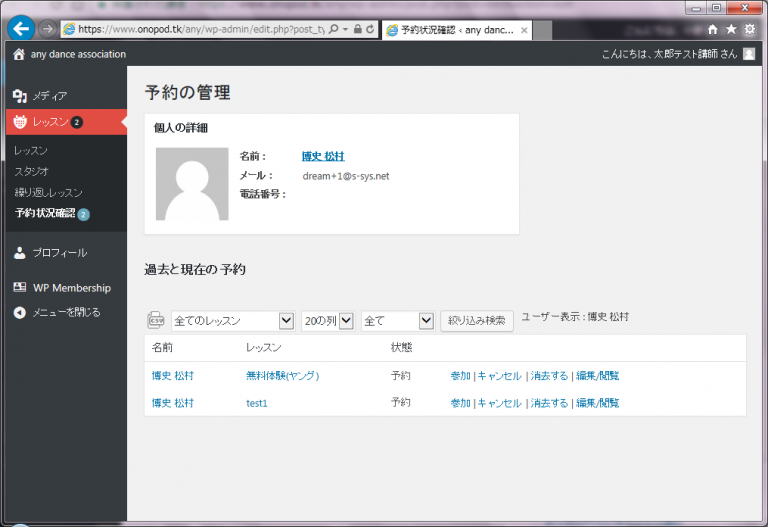 https://www.onopod.tk/any/wp-admin/edit.php?post_ty
予約状況確認 ‹ any danc...
any dance association
こんにちは、太郎テスト講師 さん
メディア
レッスン 2
レッスン
スタジオ
繰り返しレッスン
予約状況確認 2
プロフィール
WP Membership
メニューを閉じる
予約の管理
個人の詳細
名前：
博史 松村
メール：
dream+1@s-sys.net
電話番号：
過去と現在の 予約
CSV
全てのレッスン
20の列
全て
絞り込み検索
ユーザー表示 : 博史 松村
名前 レッスン 状態
博史 松村 無料体験(ヤング) 予約 参加 | キャンセル | 消去する | 編集/閲覧
博史 松村 test1 予約 参加 | キャンセル | 消去する | 編集/閲覧